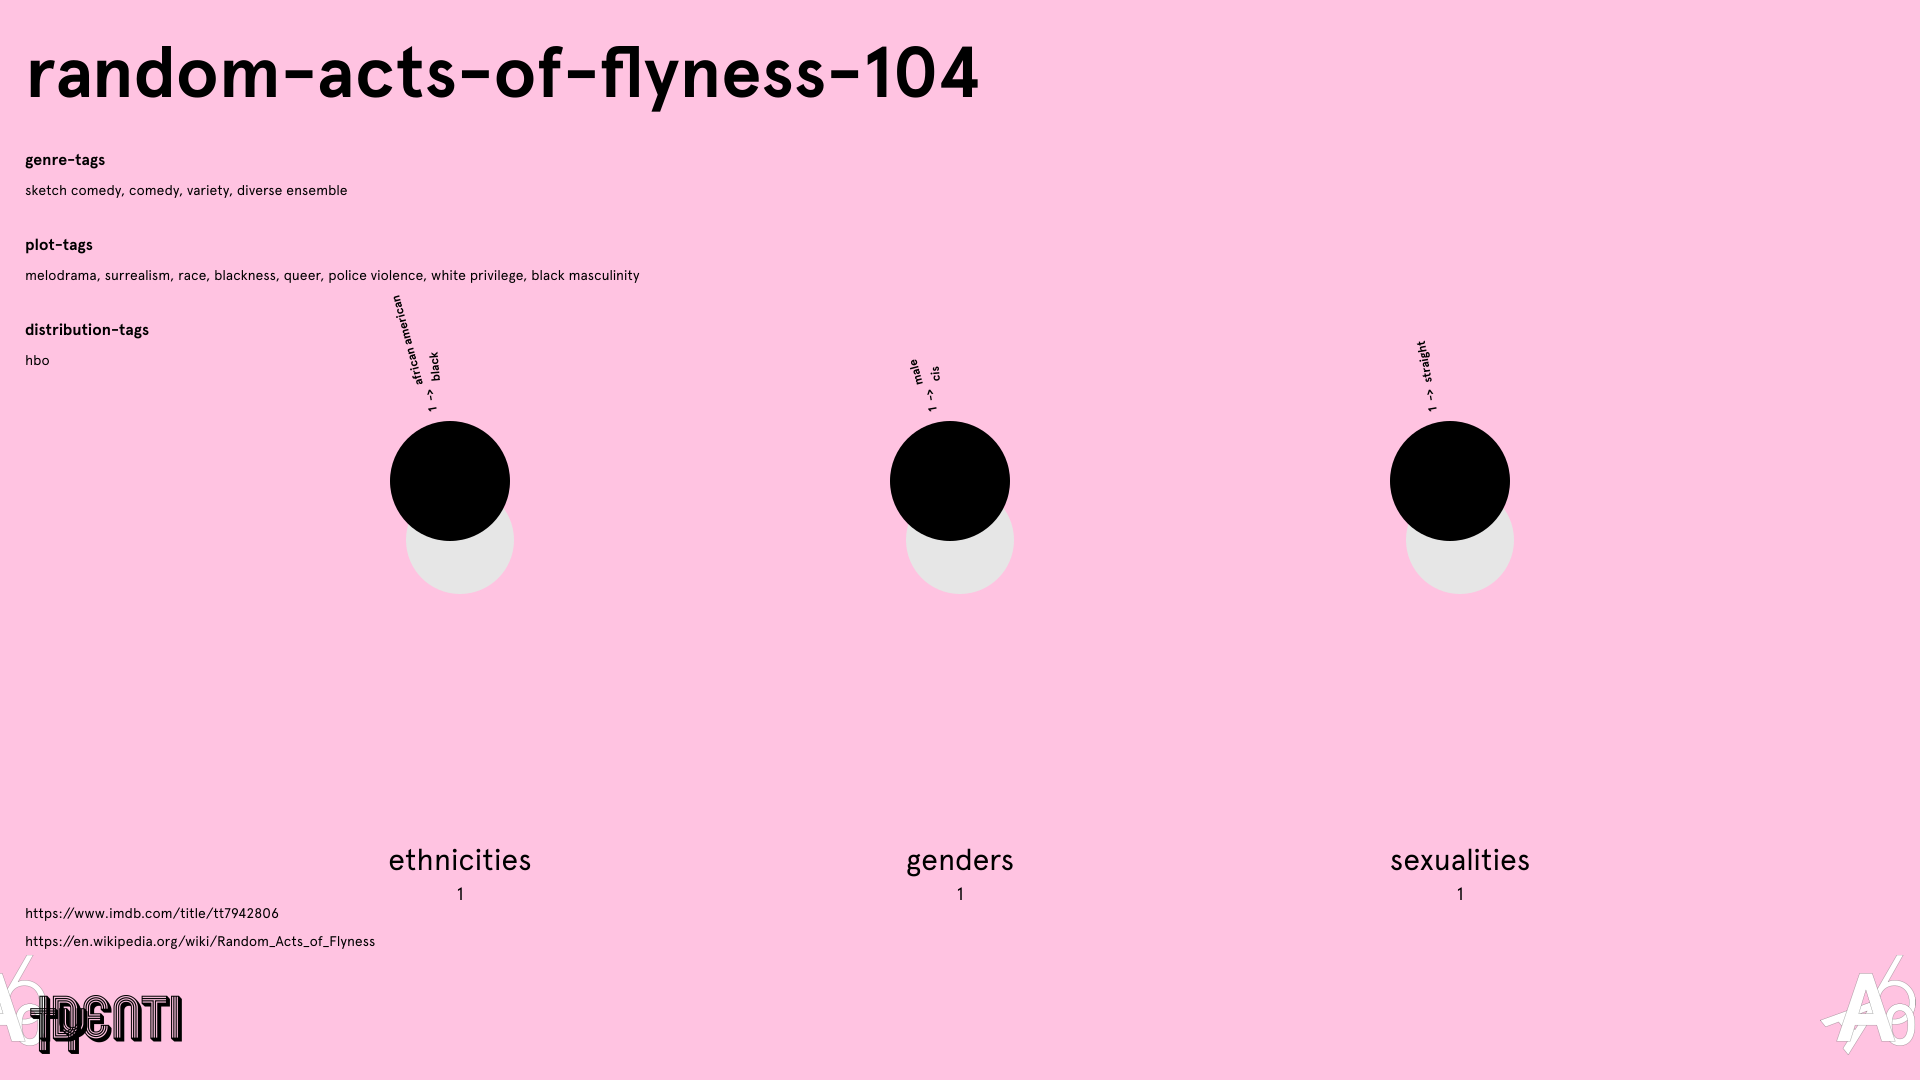 random-acts-of-flyness-104
genre-tags
sketch comedy, comedy, variety, diverse ensemble
plot-tags
melodrama, surrealism, race, blackness, queer, police violence, white privilege, black masculinity
distribution-tags
hbo
african american
1 -> black
male
1 -> cis
1 -> straight
ethnicities
1
genders
1
sexualities
1
https://www.imdb.com/title/tt7942806
https://en.wikipedia.org/wiki/Random_Acts_of_Flyness
IDENTI